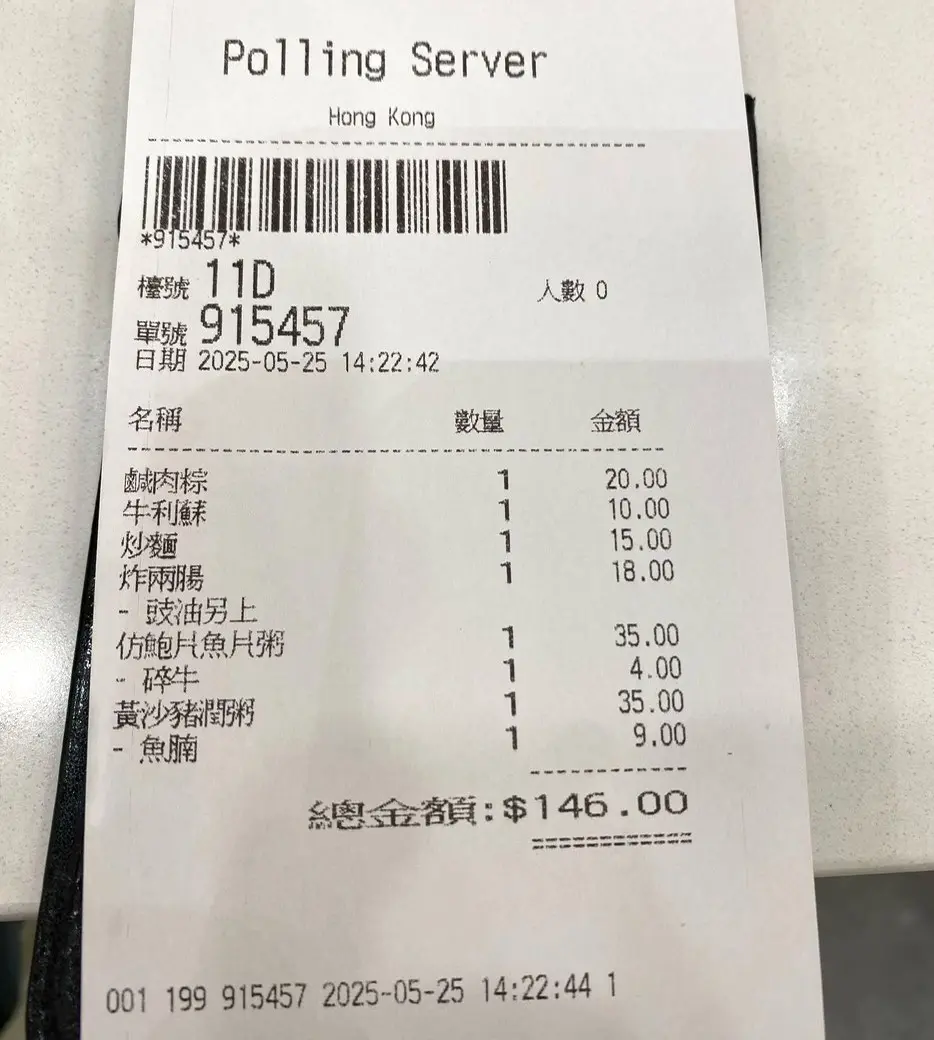 Polling Server
Hong Kong
*915457*
檯號 11D 人數 0
單號 915457
日期 2025-05-25 14:22:42
名稱 數量 金額
鹹肉粽 1 20.00
牛利蘇 1 10.00
炒麵 1 15.00
炸兩腸 1 18.00
- 豉油另上
仿鮑片魚片粥 1 35.00
- 碎牛 1 4.00
黃沙豬潤粥 1 35.00
- 魚腩 1 9.00
總金額:$146.00
001 199 915457 2025-05-25 14:22:44 1